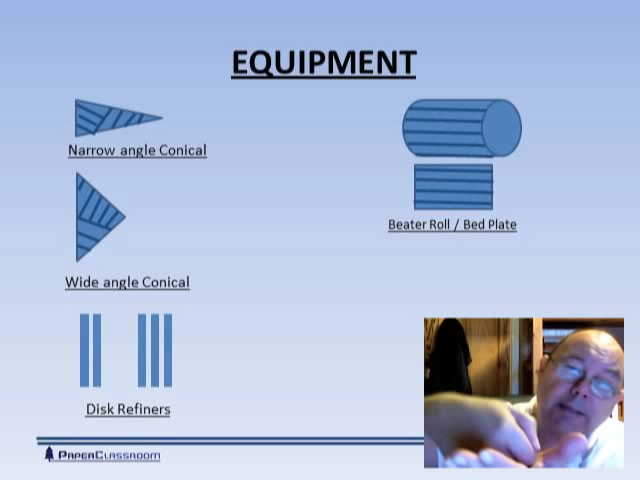 EQUIPMENT
Narrow angle Conical
Wide angle Conical
Disk Refiners
Beater Roll / Bed Plate
PAPERCLASSROOM